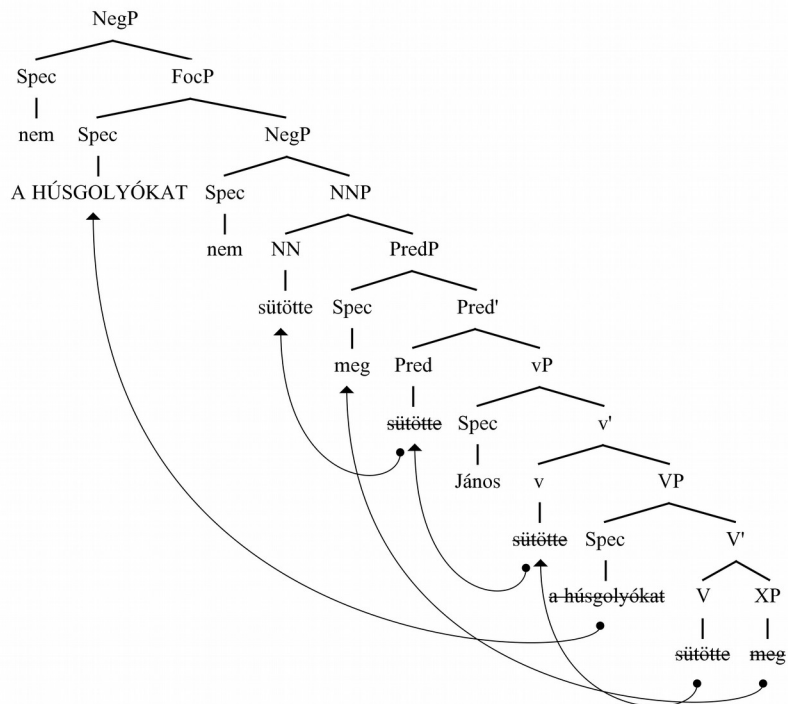 NegP
Spec FocP
nem Spec NegP
A HÚSGOLYÓKAT Spec NNP
nem NN PredP
sütötte Spec Pred'
meg Pred vP
sütötte Spec v'
János v VP
sütötte Spec V'
a húsgolyókat V XP
sütötte meg